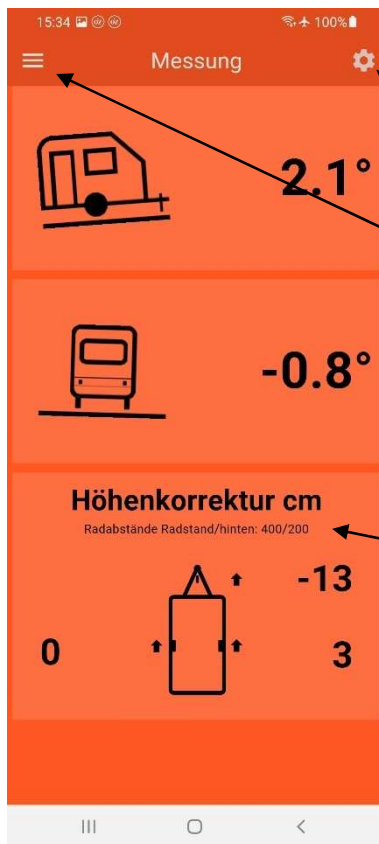 15:34 100%
Messung
2.1°
-0.8°
Höhenkorrektur cm
Radabstände Radstand/hinten: 400/200
-13
0 3